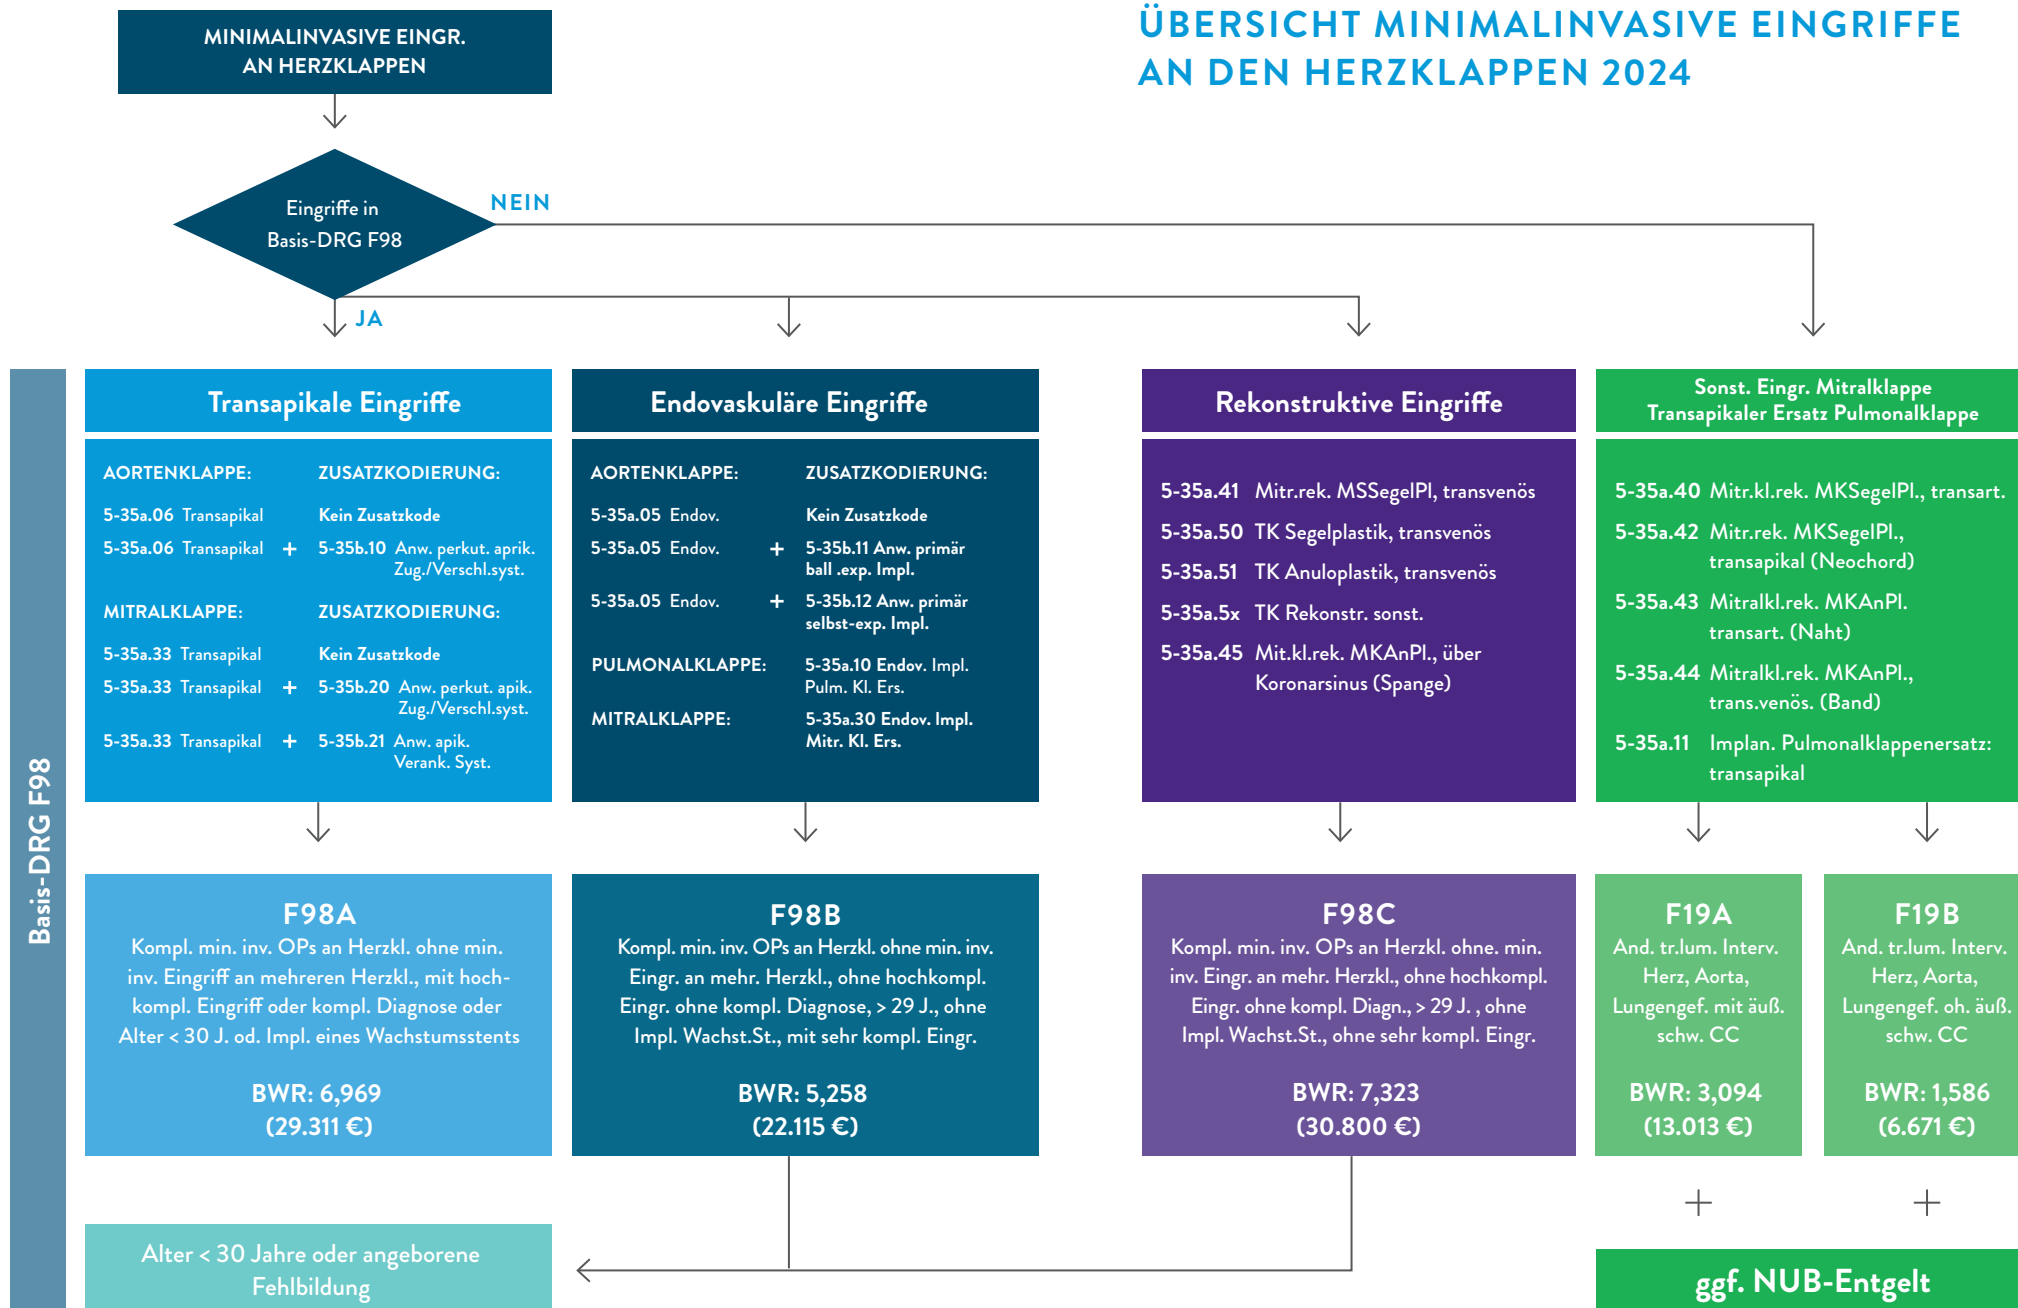 ÜBERSICHT MINIMALINVASIVE EINGRIFFE
AN DEN HERZKLAPPEN 2024
MINIMALINVASIVE EINGR.
AN HERZKLAPPEN
Eingriffe in
Basis-DRG F98
NEIN
JA
Basis-DRG F98
Transapikale Eingriffe
AORTENKLAPPE: ZUSATZKODIERUNG:
5-35a.06 Transapikal Kein Zusatzkode
5-35a.06 Transapikal + 5-35b.10 Anw. perkut. aprik.
Zug./Verschl.syst.
MITRALKLAPPE: ZUSATZKODIERUNG:
5-35a.33 Transapikal Kein Zusatzkode
5-35a.33 Transapikal + 5-35b.20 Anw. perkut. apik.
Zug./Verschl.syst.
5-35a.33 Transapikal + 5-35b.21 Anw. apik.
Verank. Syst.
Endovaskuläre Eingriffe
AORTENKLAPPE: ZUSATZKODIERUNG:
5-35a.05 Endov. Kein Zusatzkode
5-35a.05 Endov. + 5-35b.11 Anw. primär
ball .exp. Impl.
5-35a.05 Endov. + 5-35b.12 Anw. primär
selbst-exp. Impl.
PULMONALKLAPPE: 5-35a.10 Endov. Impl.
Pulm. Kl. Ers.
MITRALKLAPPE: 5-35a.30 Endov. Impl.
Mitr. Kl. Ers.
Rekonstruktive Eingriffe
5-35a.41 Mitr.rek. MSSegelPl, transvenös
5-35a.50 TK Segelplastik, transvenös
5-35a.51 TK Anuloplastik, transvenös
5-35a.5x TK Rekonstr. sonst.
5-35a.45 Mit.kl.rek. MKAnPl., über
Koronarsinus (Spange)
Sonst. Eingr. Mitralklappe
Transapikaler Ersatz Pulmonalklappe
5-35a.40 Mitr.kl.rek. MKSegelPl., transart.
5-35a.42 Mitr.rek. MKSegelPl.,
transapikal (Neochord)
5-35a.43 Mitralkl.rek. MKAnPl.
transart. (Naht)
5-35a.44 Mitralkl.rek. MKAnPl.,
trans.venös. (Band)
5-35a.11 Implan. Pulmonalklappenersatz:
transapikal
F98A
Kompl. min. inv. OPs an Herzkl. ohne min.
inv. Eingriff an mehreren Herzkl., mit hoch-
kompl. Eingriff oder kompl. Diagnose oder
Alter < 30 J. od. Impl. eines Wachstumsstents
BWR: 6,969
(29.311 €)
F98B
Kompl. min. inv. OPs an Herzkl. ohne min. inv.
Eingr. an mehr. Herzkl., ohne hochkompl.
Eingr. ohne kompl. Diagnose, > 29 J., ohne
Impl. Wachst.St., mit sehr kompl. Eingr.
BWR: 5,258
(22.115 €)
F98C
Kompl. min. inv. OPs an Herzkl. ohne. min.
inv. Eingr. an mehr. Herzkl., ohne hochkompl.
Eingr. ohne kompl. Diagn., > 29 J. , ohne
Impl. Wachst.St., ohne sehr kompl. Eingr.
BWR: 7,323
(30.800 €)
F19A
And. tr.lum. Interv.
Herz, Aorta,
Lungengef. mit äuß.
schw. CC
BWR: 3,094
(13.013 €)
F19B
And. tr.lum. Interv.
Herz, Aorta,
Lungengef. oh. äuß.
schw. CC
BWR: 1,586
(6.671 €)
+ +
Alter < 30 Jahre oder angeborene
Fehlbildung
ggf. NUB-Entgelt